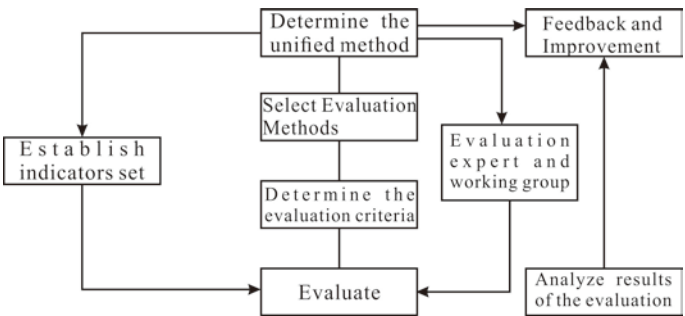 Determine the
unified method
Feedback and
Improvement
Select Evaluation
Methods
Establish
indicators set
Evaluation
expert and
working group
Determine the
evaluation criteria
Evaluate
Analyze results
of the evaluation